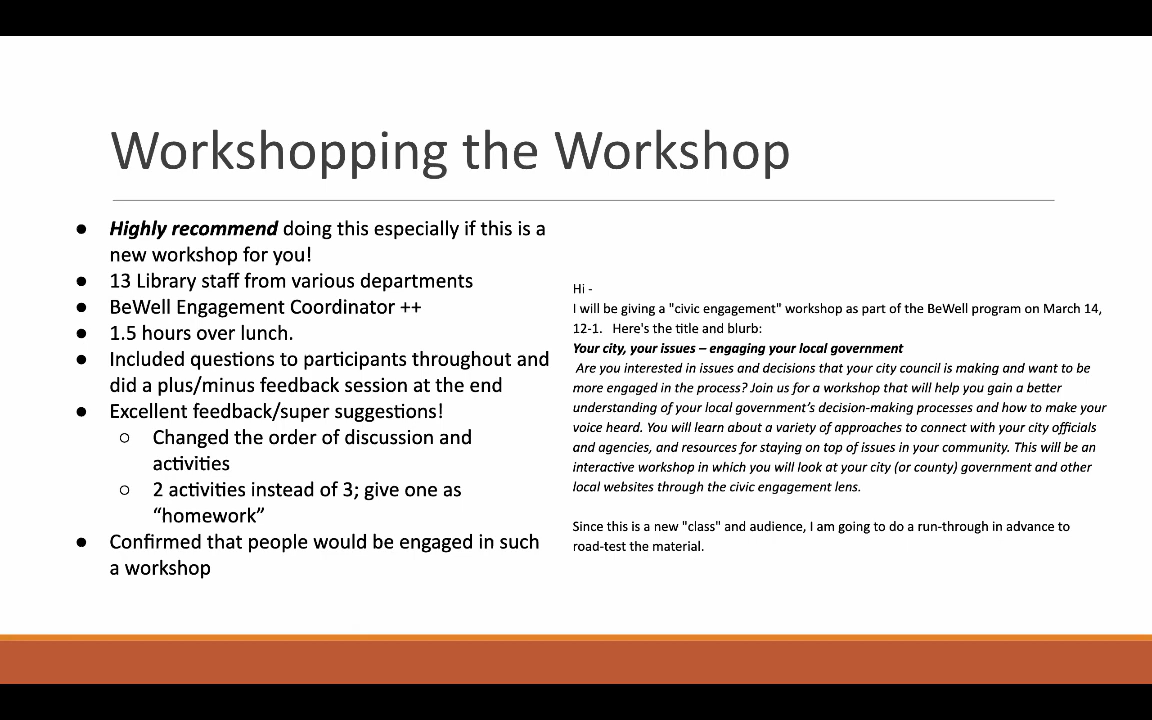 Workshopping the Workshop
● Highly recommend doing this especially if this is a
new workshop for you!
● 13 Library staff from various departments
● BeWell Engagement Coordinator ++
● 1.5 hours over lunch.
● Included questions to participants throughout and
did a plus/minus feedback session at the end
● Excellent feedback/super suggestions!
○ Changed the order of discussion and
activities
○ 2 activities instead of 3; give one as
“homework”
● Confirmed that people would be engaged in such
a workshop
Hi -
I will be giving a "civic engagement" workshop as part of the BeWell program on March 14,
12-1. Here's the title and blurb:
Your city, your issues – engaging your local government
Are you interested in issues and decisions that your city council is making and want to be
more engaged in the process? Join us for a workshop that will help you gain a better
understanding of your local government’s decision-making processes and how to make your
voice heard. You will learn about a variety of approaches to connect with your city officials
and agencies, and resources for staying on top of issues in your community. This will be an
interactive workshop in which you will look at your city (or county) government and other
local websites through the civic engagement lens.
Since this is a new "class" and audience, I am going to do a run-through in advance to
road-test the material.